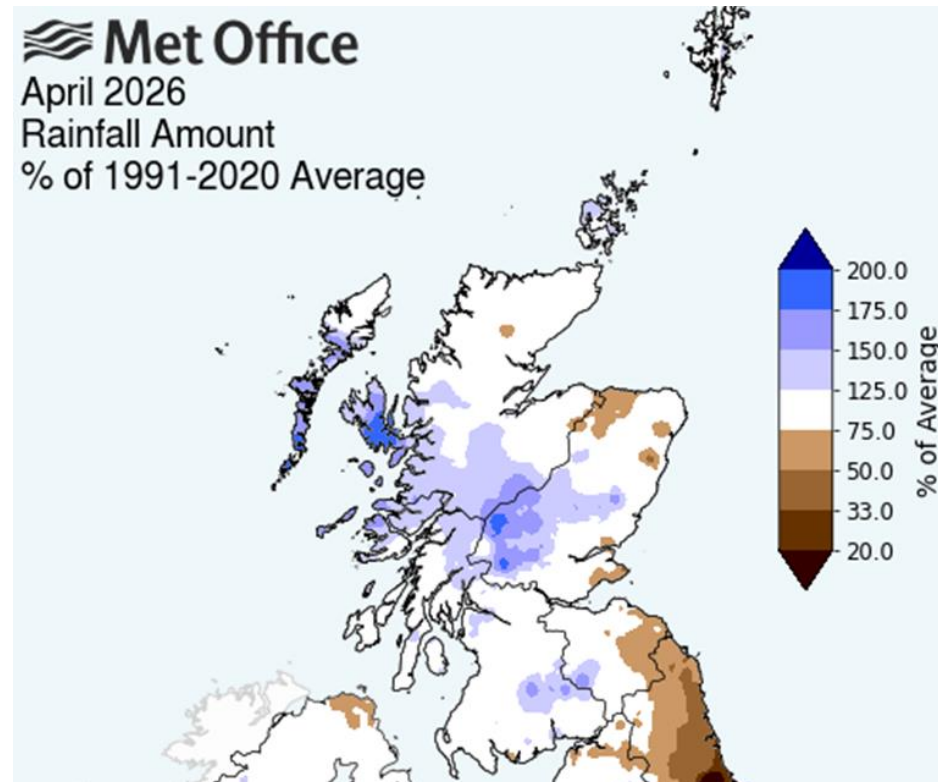 Met Office
April 2026
Rainfall Amount
% of 1991-2020 Average
200.0
175.0
150.0
125.0
75.0
50.0
33.0
20.0
% of Average